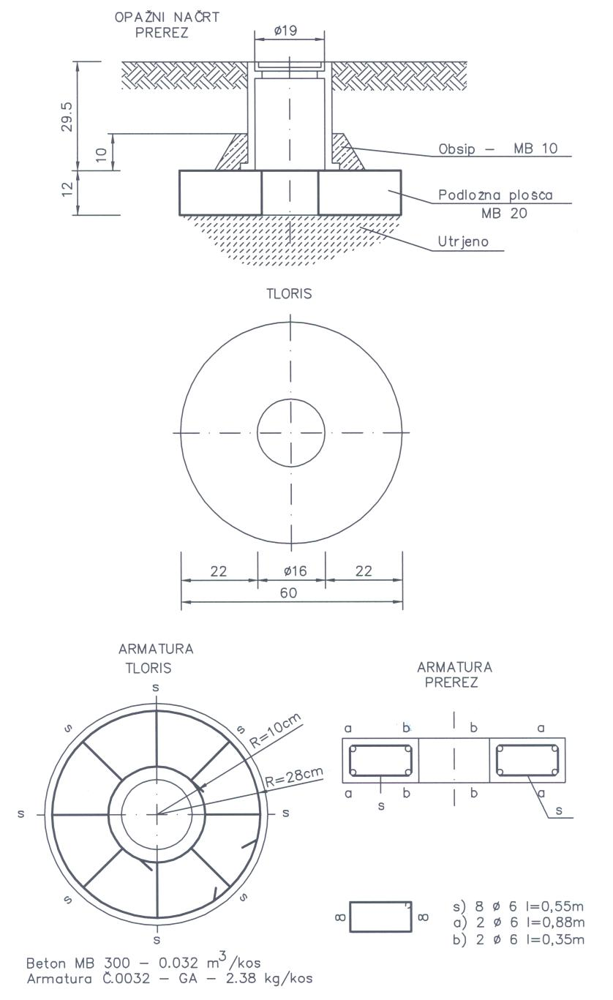 OPAŽNI NAČRT
PREREZ
ø19
29.5
10
12
Obsip – MB 10
Podložna plošča
MB 20
Utrjeno
TLORIS
22
ø16
22
60
ARMATURA
TLORIS
s
s
s
R=10cm
R=28cm
s
s
s
s
s
ARMATURA
PREREZ
a
b
b
a
a
b
b
a
s
s
8
8
s) 8 ø 6 l=0,55m
a) 2 ø 6 l=0,88m
b) 2 ø 6 l=0,35m
Beton MB 300 – 0.032 m³/kos
Armatura Č.0032 – GA – 2.38 kg/kos